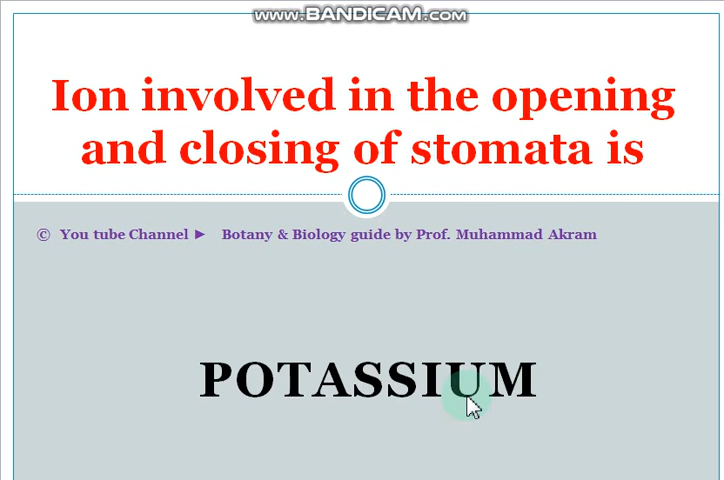 www.BANDICAM.com
Ion involved in the opening
and closing of stomata is
© You tube Channel ► Botany & Biology guide by Prof. Muhammad Akram
POTASSIUM